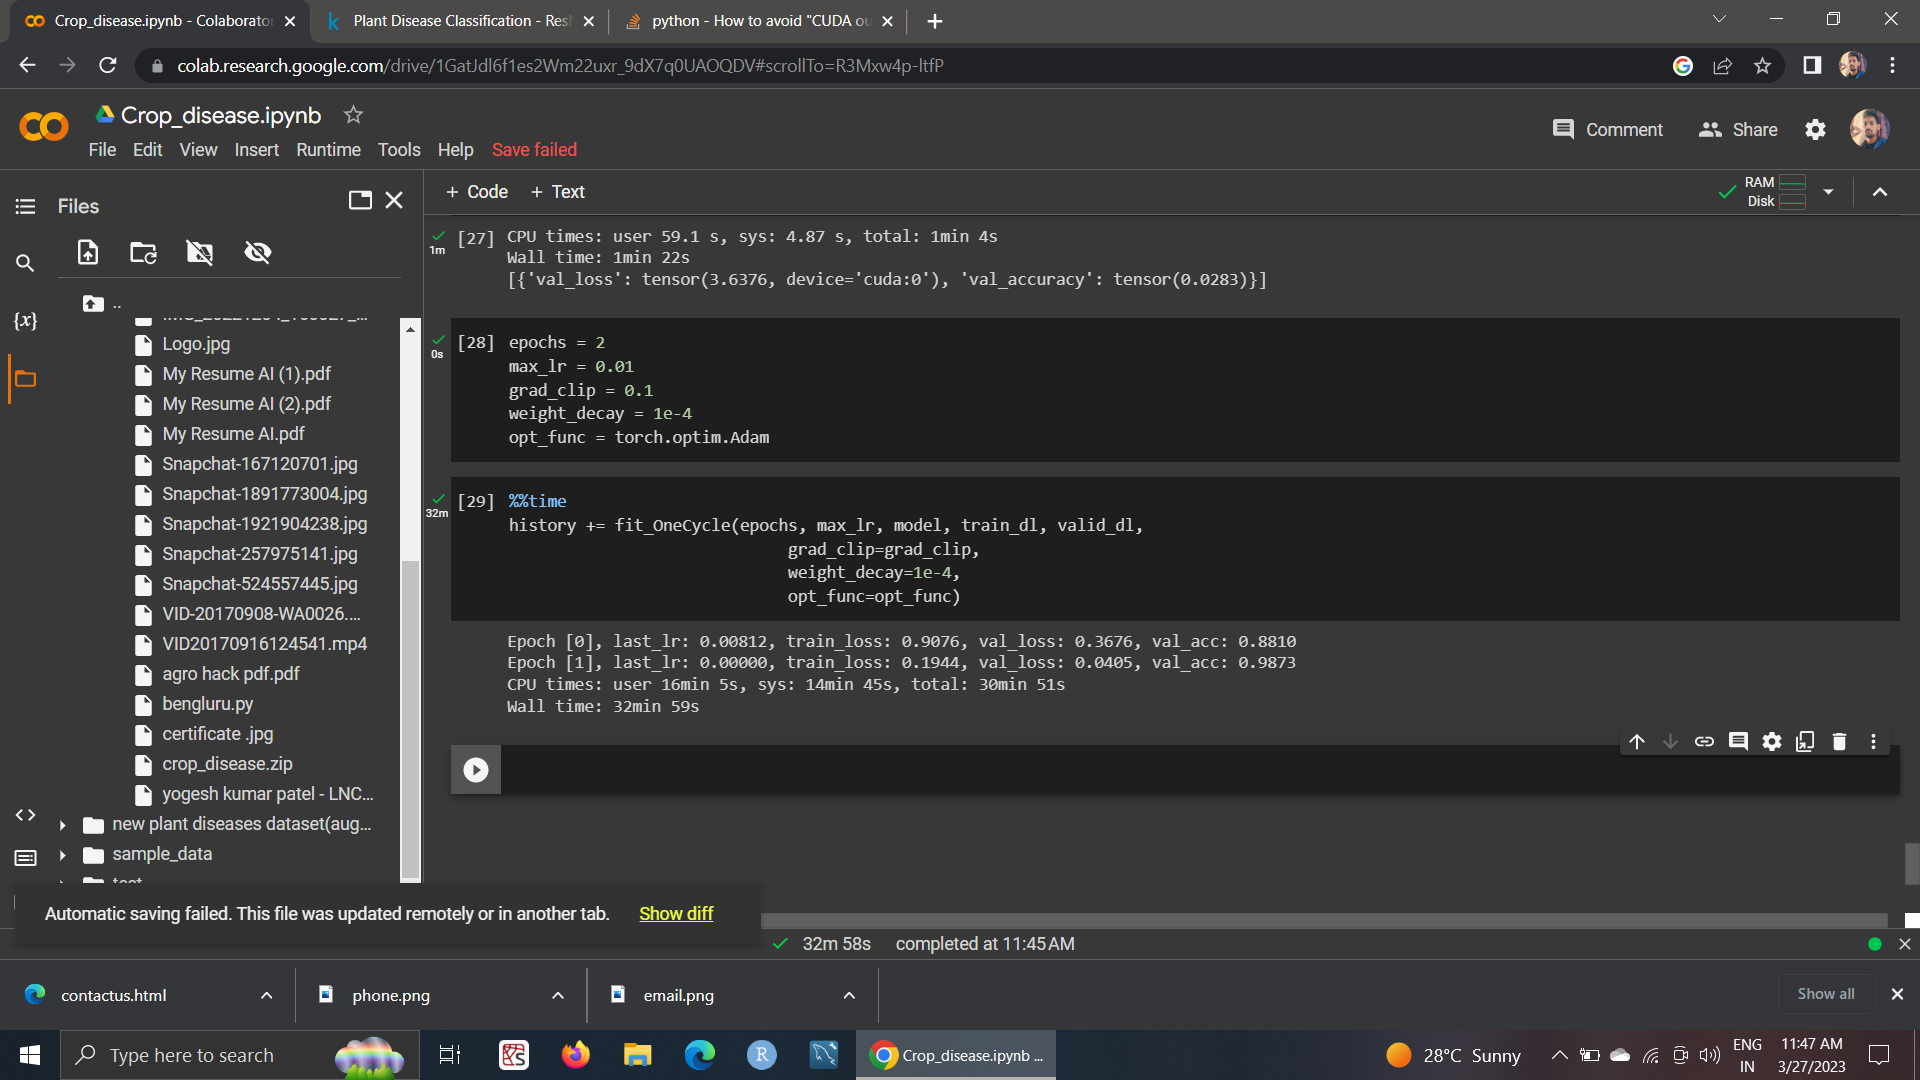 Crop_disease.ipynb - Colaborator
Plant Disease Classification - Res
python - How to avoid "CUDA ou
colab.research.google.com/drive/1GatJdl6f1es2Wm22uxr_9dX7q0UAOQDV#scrollTo=R3Mxw4p-ltfP
Crop_disease.ipynb
Comment
Share
File Edit View Insert Runtime Tools Help Save failed
Files
+ Code + Text
RAM
Disk
..
Logo.jpg
My Resume AI (1).pdf
My Resume AI (2).pdf
My Resume AI.pdf
Snapchat-167120701.jpg
Snapchat-1891773004.jpg
Snapchat-1921904238.jpg
Snapchat-257975141.jpg
Snapchat-524557445.jpg
VID-20170908-WA0026....
VID20170916124541.mp4
agro hack pdf.pdf
bengluru.py
certificate .jpg
crop_disease.zip
yogesh kumar patel - LNC...
new plant diseases dataset(aug...
sample_data
1m
[27] CPU times: user 59.1 s, sys: 4.87 s, total: 1min 4s
Wall time: 1min 22s
[{'val_loss': tensor(3.6376, device='cuda:0'), 'val_accuracy': tensor(0.0283)}]
0s
[28] epochs = 2
max_lr = 0.01
grad_clip = 0.1
weight_decay = 1e-4
opt_func = torch.optim.Adam
32m
[29] %%time
history += fit_OneCycle(epochs, max_lr, model, train_dl, valid_dl,
grad_clip=grad_clip,
weight_decay=1e-4,
opt_func=opt_func)
Epoch [0], last_lr: 0.00812, train_loss: 0.9076, val_loss: 0.3676, val_acc: 0.8810
Epoch [1], last_lr: 0.00000, train_loss: 0.1944, val_loss: 0.0405, val_acc: 0.9873
CPU times: user 16min 5s, sys: 14min 45s, total: 30min 51s
Wall time: 32min 59s
Automatic saving failed. This file was updated remotely or in another tab. Show diff
32m 58s completed at 11:45 AM
contactus.html
phone.png
email.png
Show all
Type here to search
Crop_disease.ipynb ...
28°C Sunny
ENG
IN
11:47 AM
3/27/2023